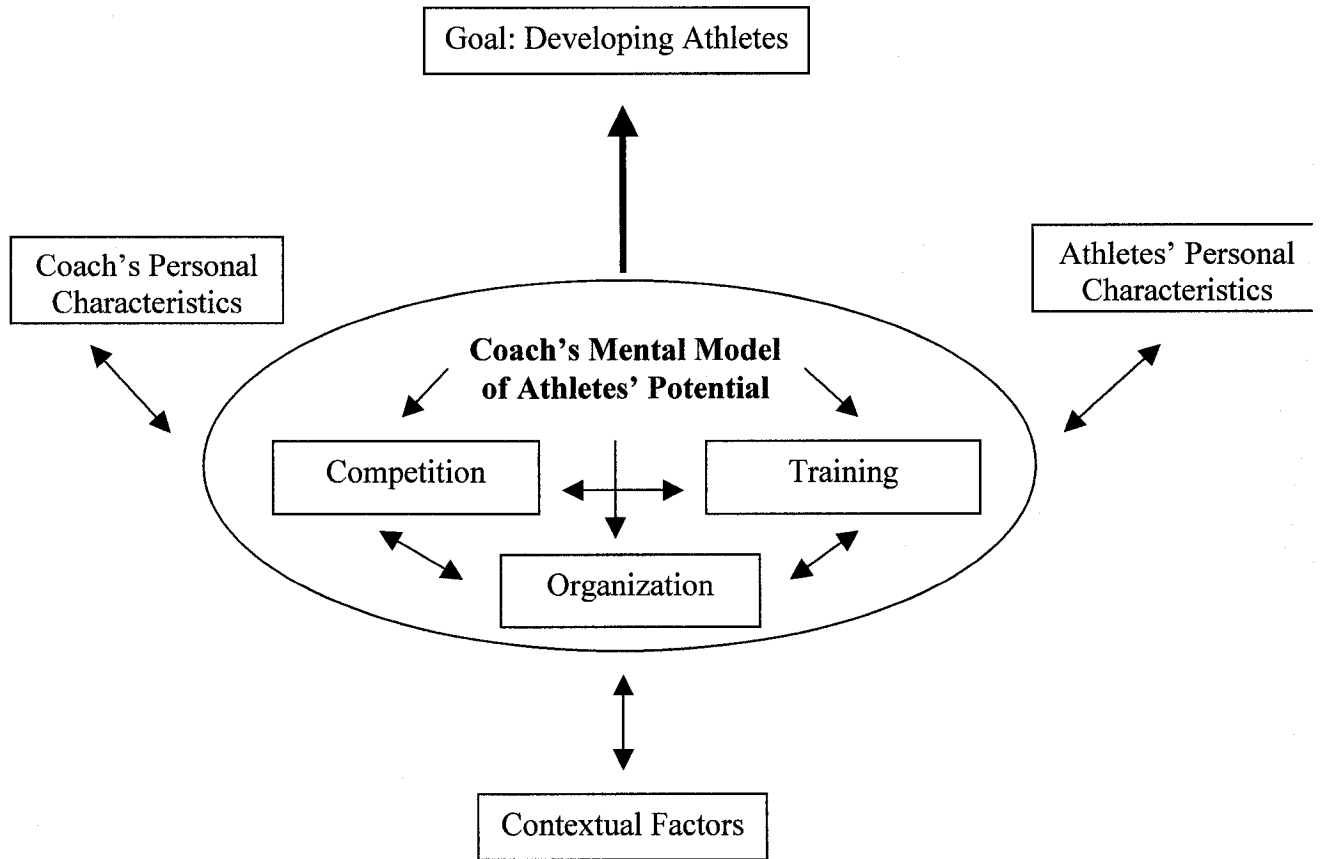 Goal: Developing Athletes
Coach’s Personal
Characteristics
Athletes’ Personal
Characteristics
Coach’s Mental Model
of Athletes’ Potential
Competition
Training
Organization
Contextual Factors